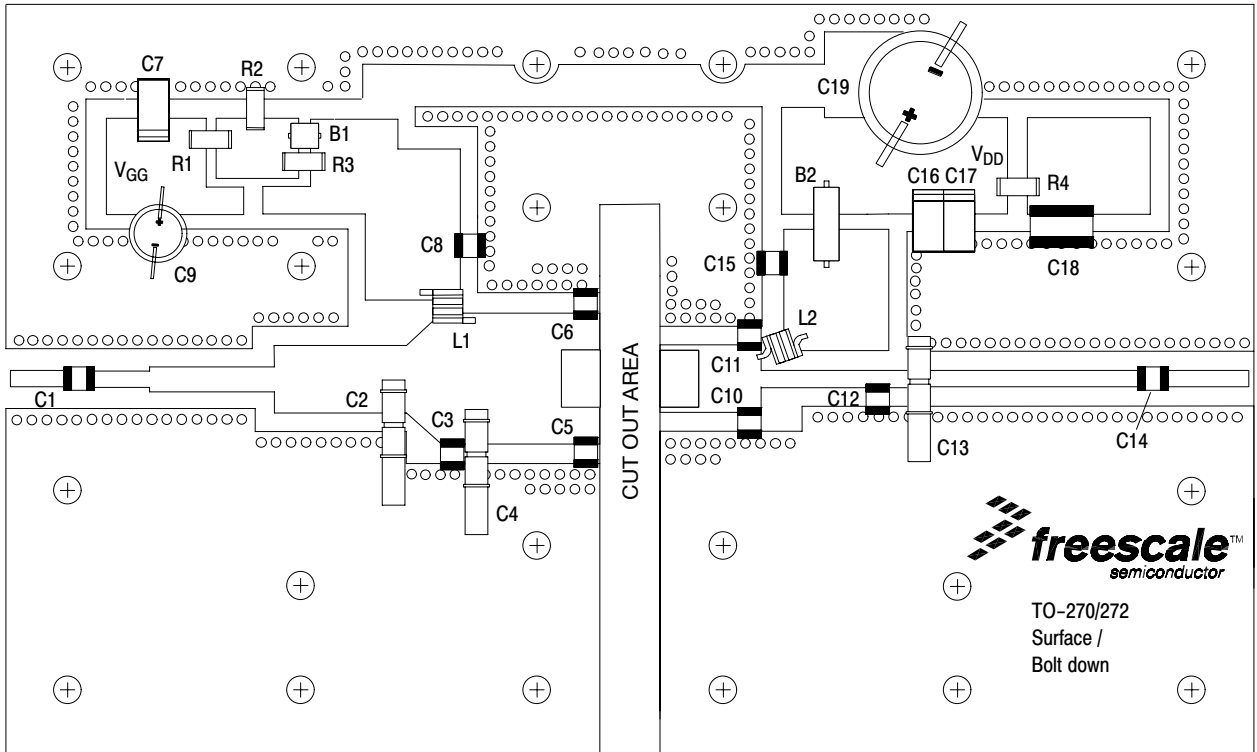 C7
R2
C19
R1
B1
R3
VGG
VDD
B2
C16 C17
R4
C8
C9
C15
C18
C6
L1
L2
C11
CUT OUT AREA
C1
C2
C3
C5
C10
C12
C13
C14
C4
freescale™
semiconductor
TO-270/272
Surface /
Bolt down